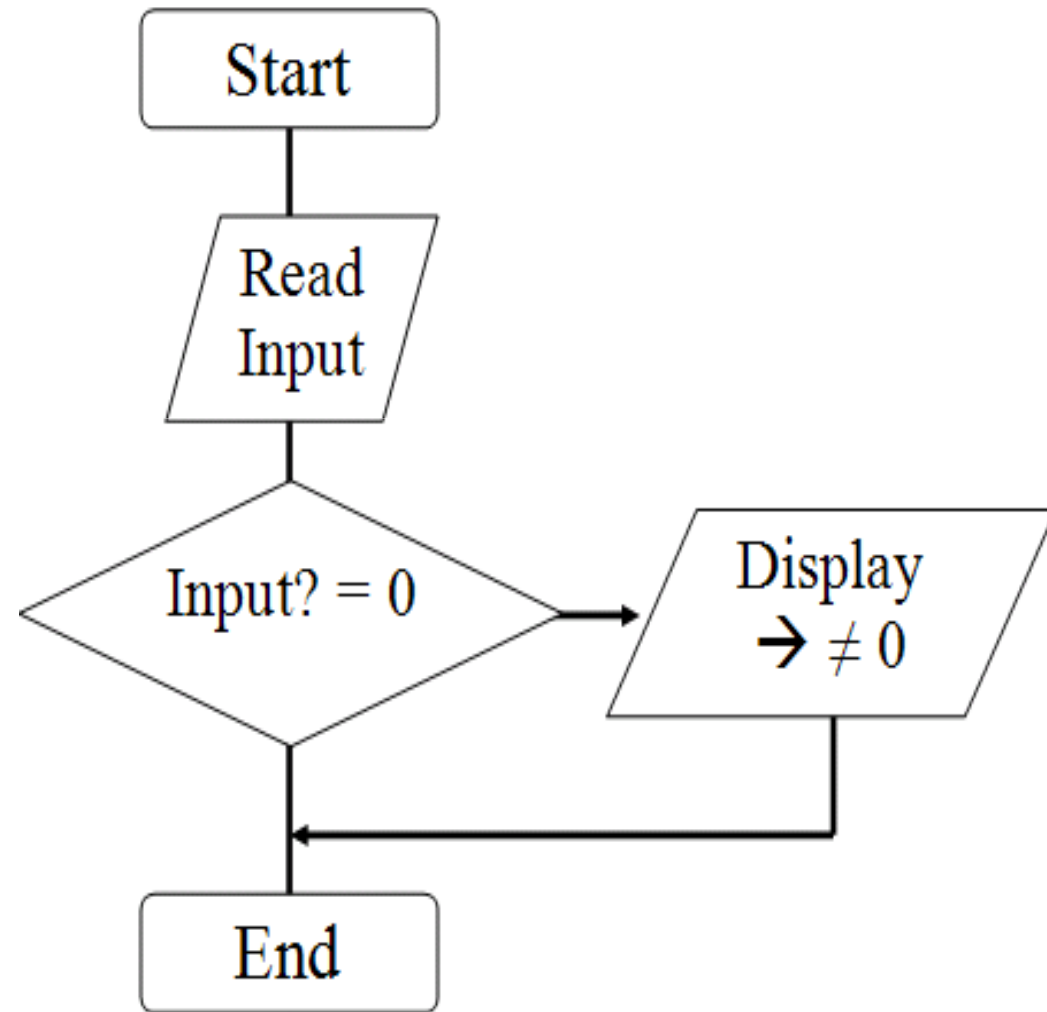 Start
Read
Input
Input? = 0
Display
→ ≠ 0
End